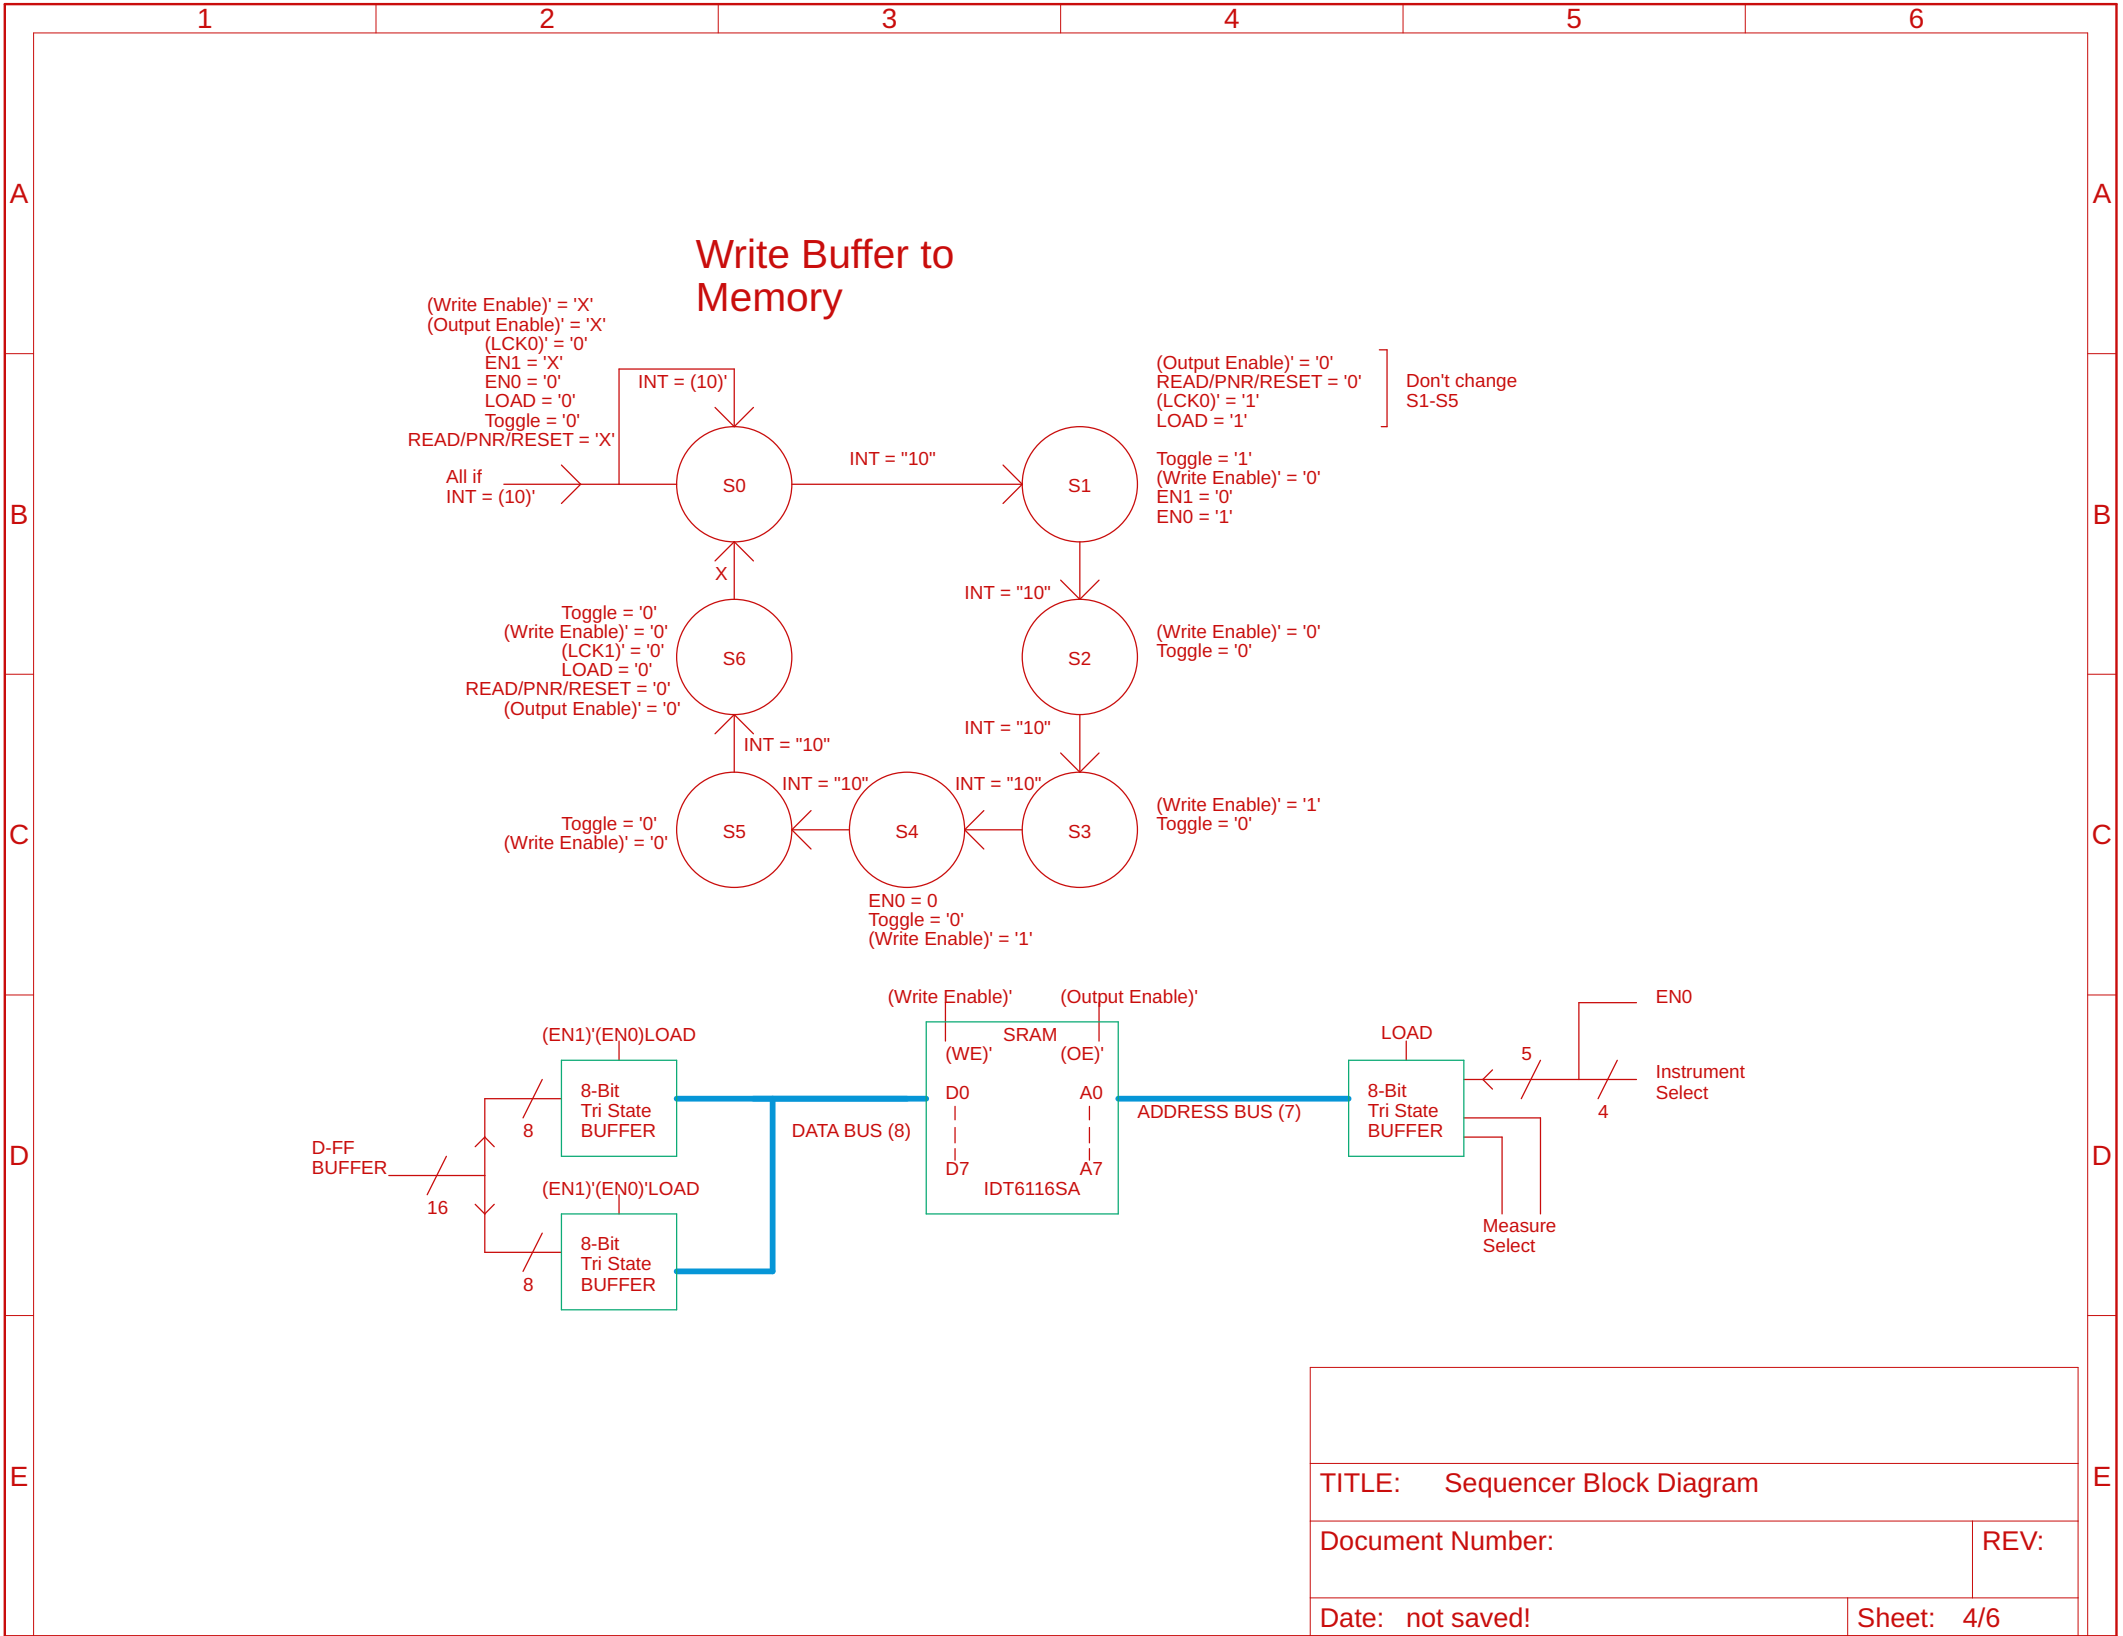 1 2 3 4 5 6
A A
Write Buffer to
Memory
(Write Enable)' = 'X'
(Output Enable)' = 'X'
(LCK0)' = '0'
EN1 = 'X'
EN0 = '0'
LOAD = '0'
Toggle = '0'
READ/PNR/RESET = 'X'
INT = (10)'
All if
INT = (10)'
S0
INT = "10"
S1
(Output Enable)' = '0'
READ/PNR/RESET = '0'
(LCK0)' = '1'
LOAD = '1'
Don't change
S1-S5
Toggle = '1'
(Write Enable)' = '0'
EN1 = '0'
EN0 = '1'
B B
X
INT = "10"
Toggle = '0'
(Write Enable)' = '0'
(LCK1)' = '0'
LOAD = '0'
READ/PNR/RESET = '0'
(Output Enable)' = '0'
S6
S2
(Write Enable)' = '0'
Toggle = '0'
INT = "10"
INT = "10"
INT = "10"
INT = "10"
Toggle = '0'
(Write Enable)' = '0'
S5
S4
S3
(Write Enable)' = '1'
Toggle = '0'
C C
EN0 = 0
Toggle = '0'
(Write Enable)' = '1'
(Write Enable)'
(Output Enable)'
EN0
(EN1)'(EN0)LOAD
SRAM
LOAD
(WE)'
(OE)'
5
8-Bit
Tri State
BUFFER
8
D0
A0
8-Bit
Tri State
BUFFER
Instrument
Select
4
ADDRESS BUS (7)
DATA BUS (8)
D D
D-FF
BUFFER
16
D7
A7
IDT6116SA
(EN1)'(EN0)'LOAD
8-Bit
Tri State
BUFFER
8
Measure
Select
E E
TITLE: Sequencer Block Diagram
Document Number:
REV:
Date: not saved!
Sheet: 4/6